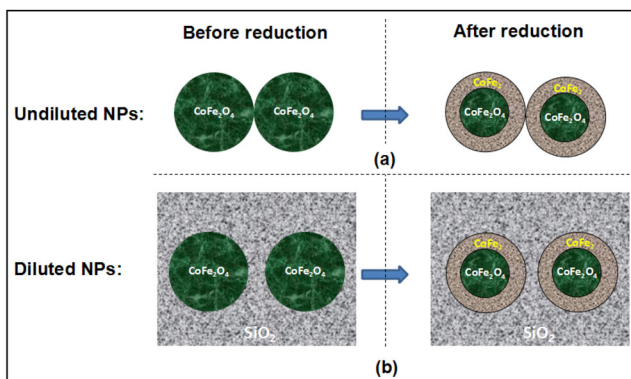 Before reduction
After reduction
Undiluted NPs:
CoFe₂O₄
CoFe₂O₄
CoFe₂
CoFe₂O₄
CoFe₂
CoFe₂O₄
(a)
Diluted NPs:
CoFe₂O₄
CoFe₂O₄
SiO₂
CoFe₂
CoFe₂O₄
CoFe₂
CoFe₂O₄
SiO₂
(b)